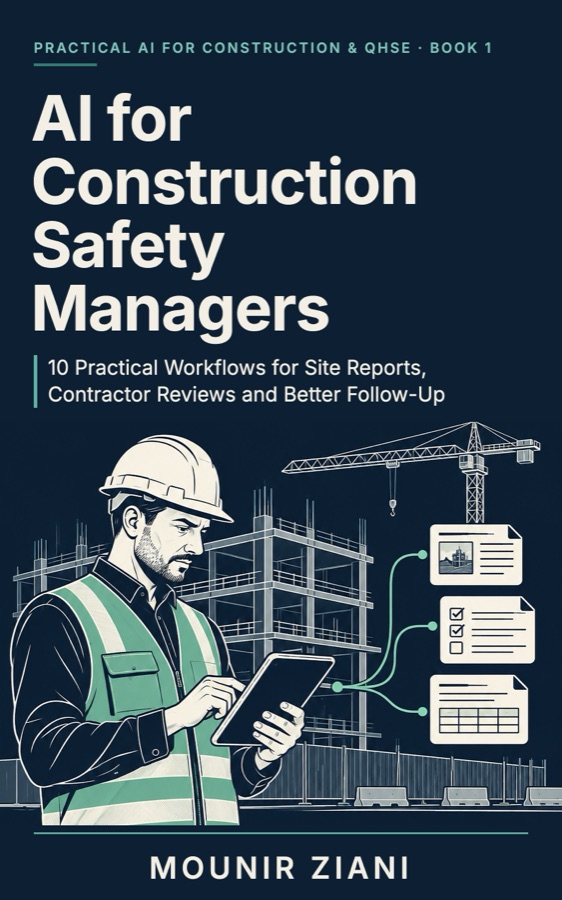 PRACTICAL AI FOR CONSTRUCTION & QHSE · BOOK 1
AI for
Construction
Safety
Managers
10 Practical Workflows for Site Reports,
Contractor Reviews and Better Follow-Up
MOUNIR ZIANI